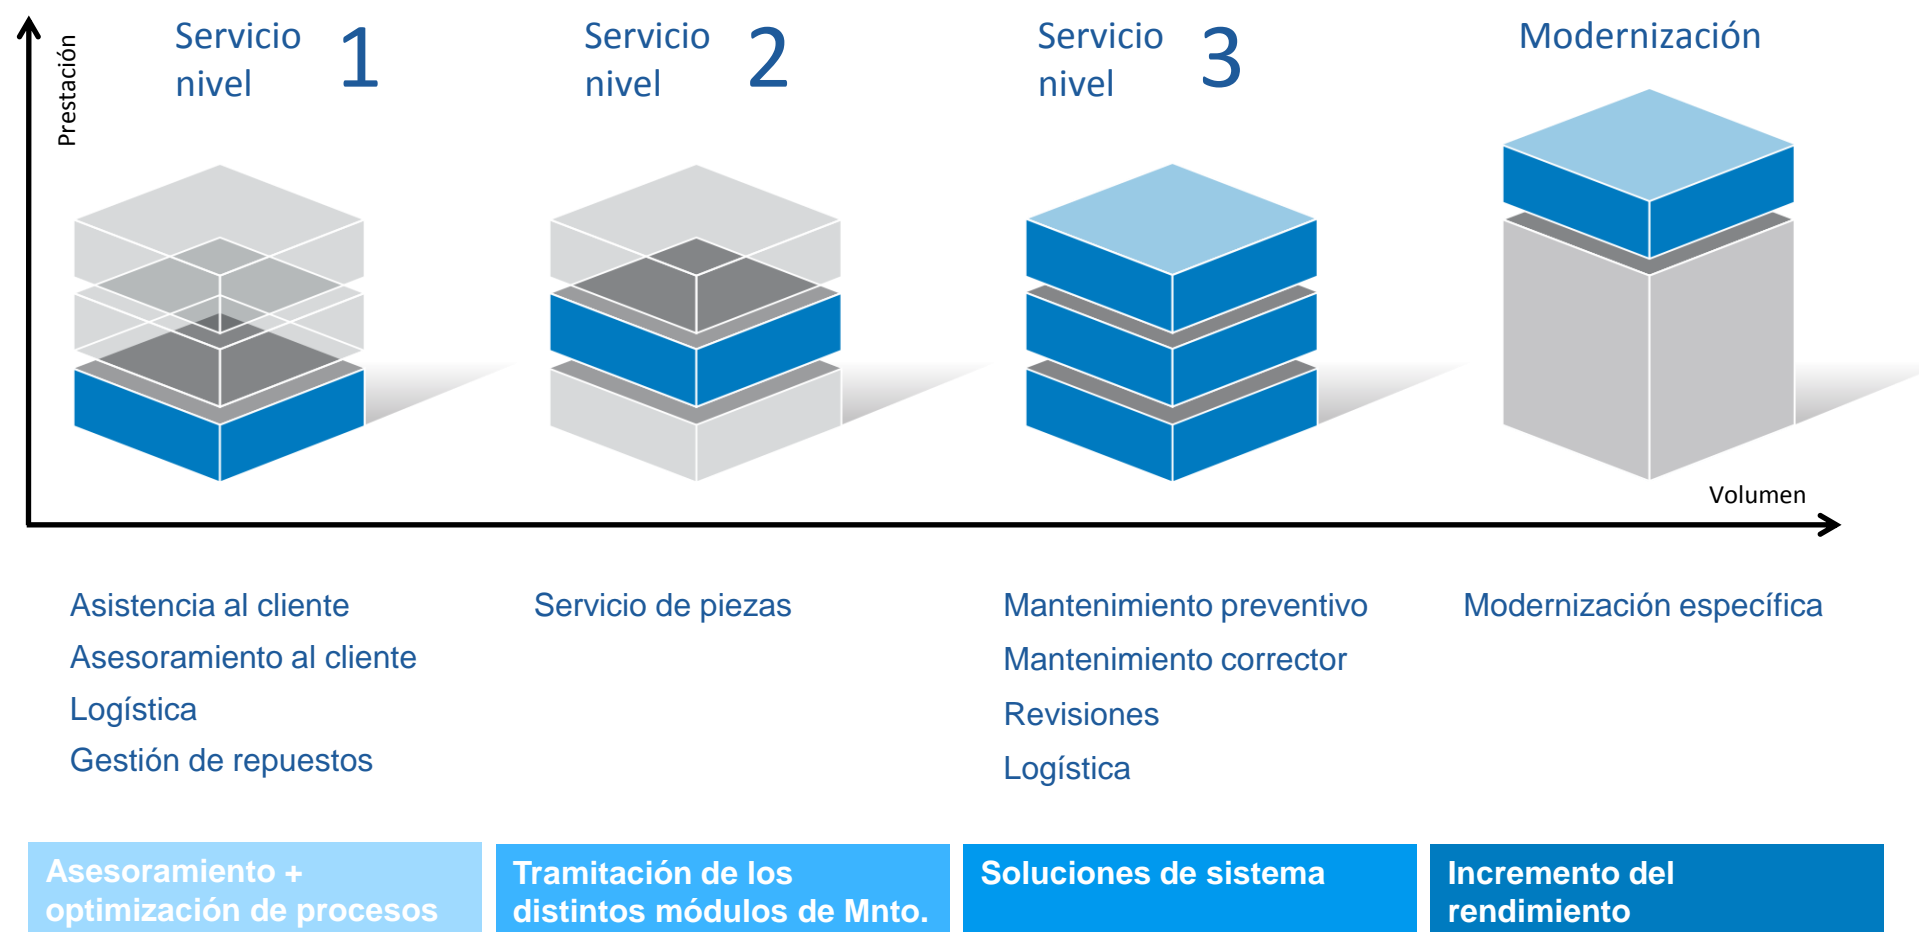 Prestación
Servicio
nivel
1
Servicio
nivel
2
Servicio
nivel
3
Modernización
Volumen
Asistencia al cliente
Asesoramiento al cliente
Logística
Gestión de repuestos
Servicio de piezas
Mantenimiento preventivo
Mantenimiento corrector
Revisiones
Logística
Modernización específica
Asesoramiento +
optimización de procesos
Tramitación de los
distintos módulos de Mnto.
Soluciones de sistema
Incremento del
rendimiento